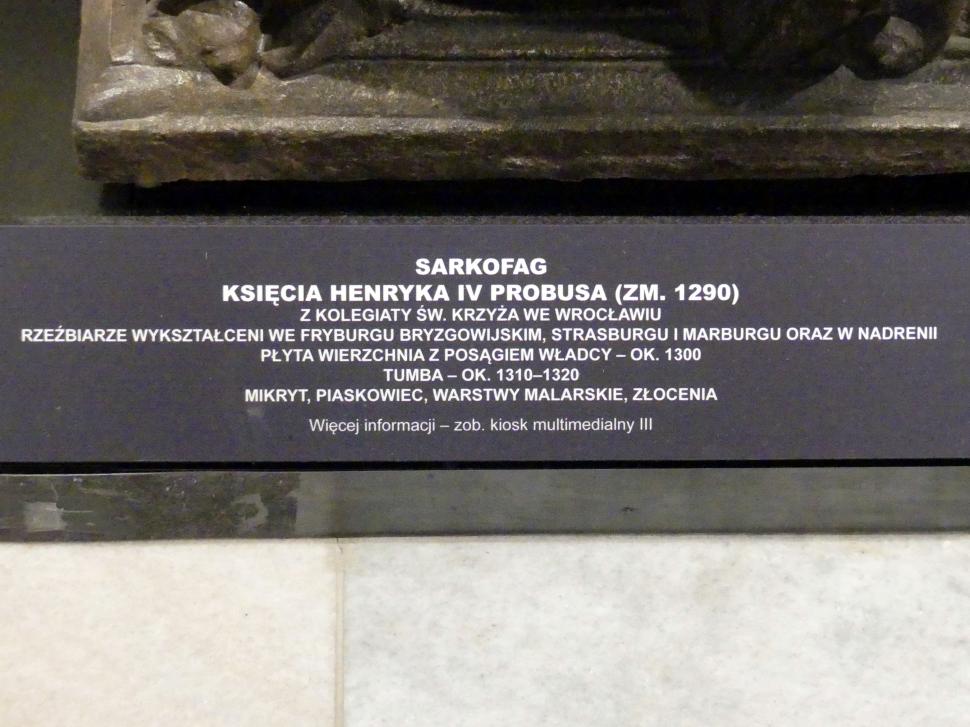 SARKOFAG
KSIĘCIA HENRYKA IV PROBUSA (ZM. 1290)
Z KOLEGIATY ŚW. KRZYŻA WE WROCŁAWIU
RZEŹBIARZE WYKSZTAŁCENI WE FRYBURGU BRYZGOWIJSKIM, STRASBURGU I MARBURGU ORAZ W NADRENII
PŁYTA WIERZCHNIA Z POSĄGIEM WŁADCY – OK. 1300
TUMBA – OK. 1310–1320
MIKRYT, PIASKOWIEC, WARSTWY MALARSKIE, ZŁOCENIA
Więcej informacji – zob. kiosk multimedialny III